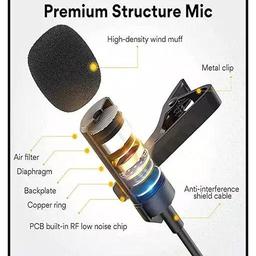 Premium Structure Mic
High-density wind muff
Metal clip
Air filter
Diaphragm
Backplate
Copper ring
PCB built-in RF low noise chip
Anti-interference
shield cable